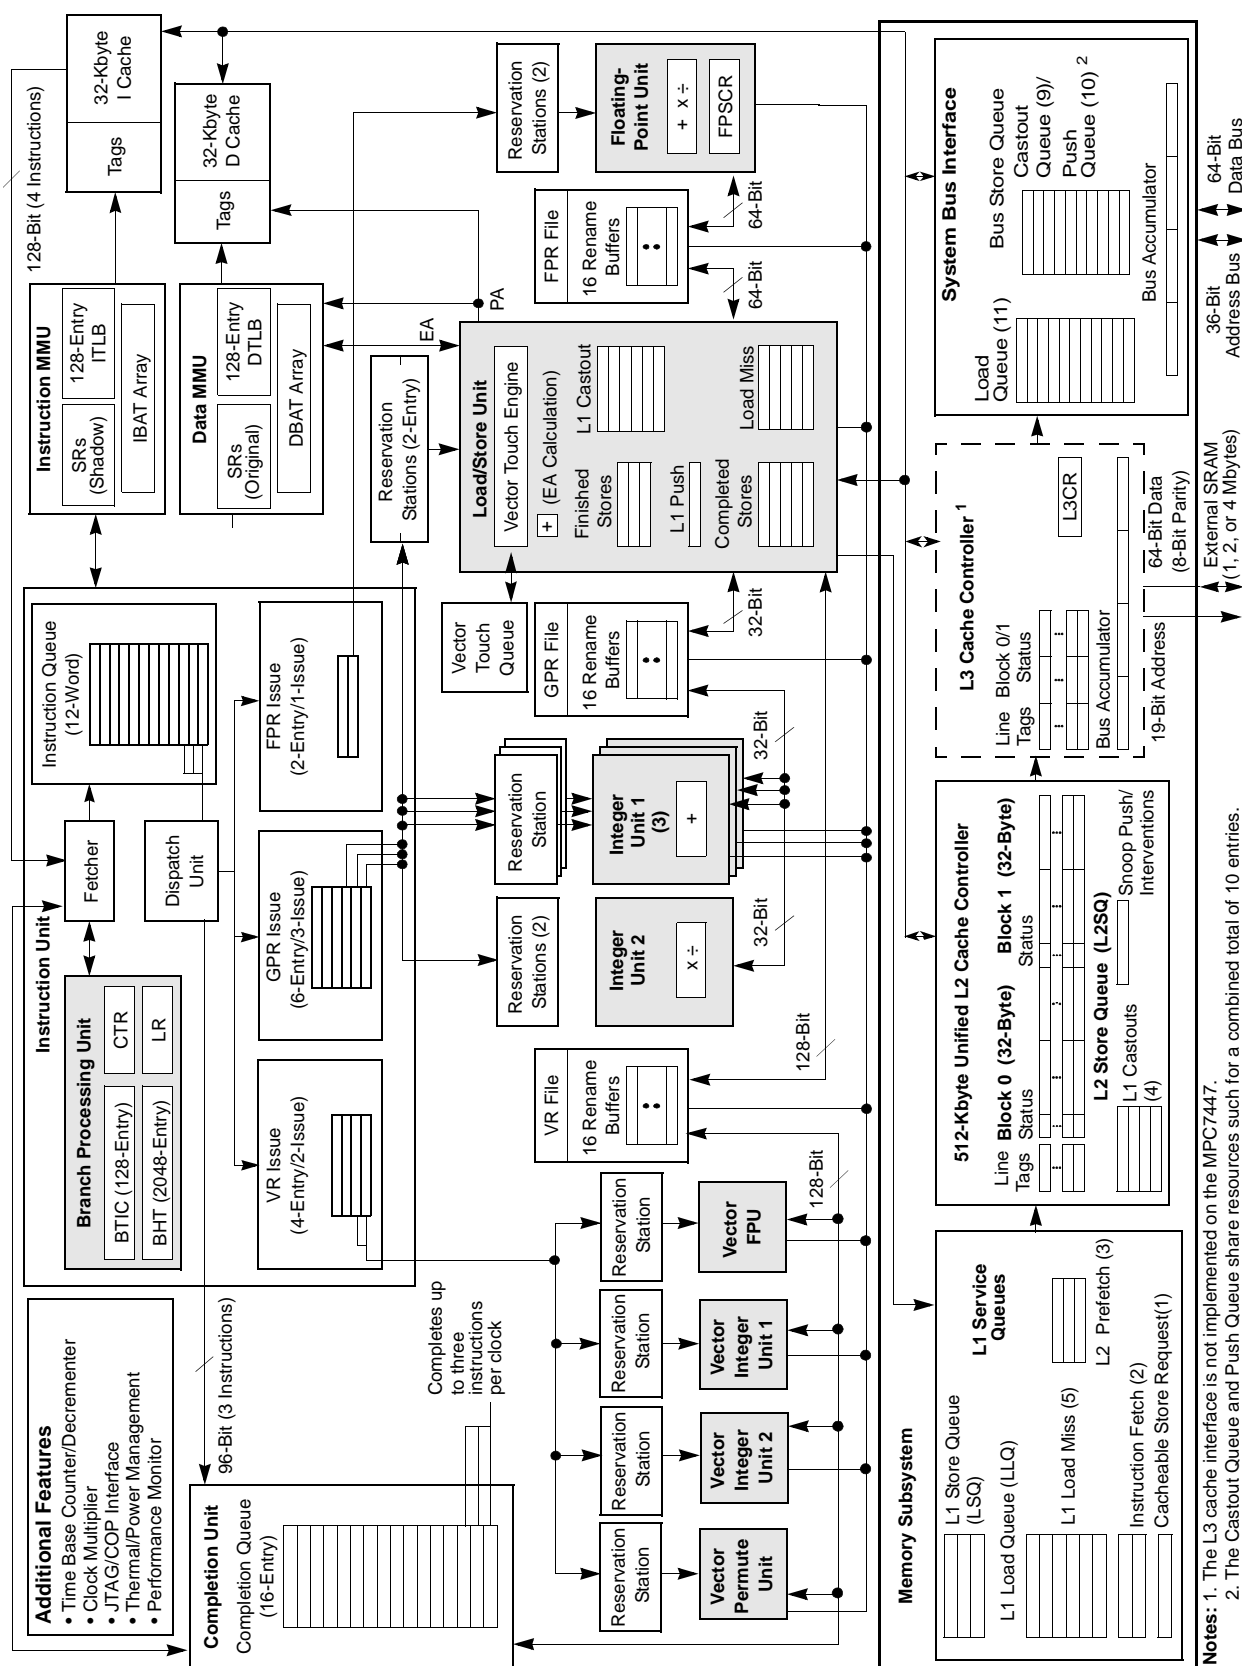 Additional Features
• Time Base Counter/Decrementer
• Clock Multiplier
• JTAG/COP Interface
• Thermal/Power Management
• Performance Monitor
Instruction Unit
Branch Processing Unit
BTIC (128-Entry)
CTR
BHT (2048-Entry)
LR
Fetcher
Dispatch
Unit
Instruction Queue
(12-Word)
VR Issue
(4-Entry/2-Issue)
GPR Issue
(6-Entry/3-Issue)
FPR Issue
(2-Entry/1-Issue)
96-Bit (3 Instructions)
128-Bit (4 Instructions)
Instruction MMU
SRs
(Shadow)
128-Entry
ITLB
IBAT Array
Tags
32-Kbyte
I Cache
Data MMU
SRs
(Original)
128-Entry
DTLB
DBAT Array
Tags
32-Kbyte
D Cache
EA
PA
Completion Unit
Completion Queue
(16-Entry)
Completes up
to three
instructions
per clock
Reservation
Station
Reservation
Station
Reservation
Station
Reservation
Station
Vector
Permute
Unit
Vector
Integer
Unit 2
Vector
Integer
Unit 1
Vector
FPU
128-Bit
VR File
16 Rename
Buffers
128-Bit
Reservation
Stations (2)
Integer
Unit 2
x ÷
32-Bit
Reservation
Station
Integer
Unit 1
(3)
+
32-Bit
GPR File
16 Rename
Buffers
32-Bit
Vector
Touch
Queue
Reservation
Stations (2-Entry)
Load/Store Unit
Vector Touch Engine
+ (EA Calculation)
Finished
Stores
L1 Castout
L1 Push
Completed
Stores
Load Miss
64-Bit
FPR File
16 Rename
Buffers
64-Bit
Reservation
Stations (2)
Floating-
Point Unit
+ x ÷
FPSCR
Memory Subsystem
L1 Service
Queues
L1 Store Queue
(LSQ)
L1 Load Queue (LLQ)
L1 Load Miss (5)
L2 Prefetch (3)
Instruction Fetch (2)
Cacheable Store Request(1)
512-Kbyte Unified L2 Cache Controller
Line
Tags
Block 0 (32-Byte)
Status
Block 1 (32-Byte)
Status
L2 Store Queue (L2SQ)
L1 Castouts
(4)
Snoop Push/
Interventions
L3 Cache Controller 1
Line
Tags
Block 0/1
Status
L3CR
Bus Accumulator
19-Bit Address
64-Bit Data
(8-Bit Parity)
External SRAM
(1, 2, or 4 Mbytes)
System Bus Interface
Load
Queue (11)
Bus Store Queue
Castout
Queue (9)/
Push
Queue (10) 2
Bus Accumulator
36-Bit
Address Bus
64-Bit
Data Bus
Notes: 1. The L3 cache interface is not implemented on the MPC7447.
2. The Castout Queue and Push Queue share resources such for a combined total of 10 entries.